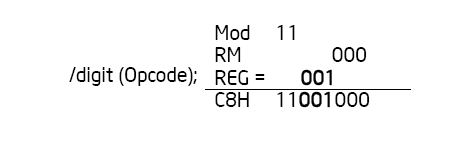 Mod 11
RM 000
/digit (Opcode); REG = 001
C8H 11001000